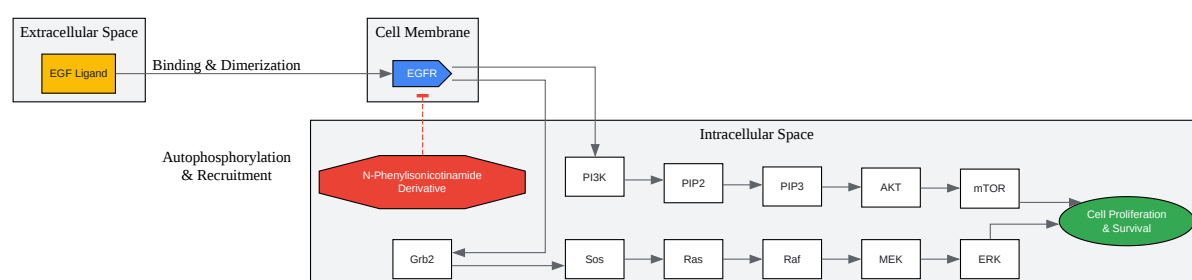 Extracellular Space
Cell Membrane
EGF Ligand
Binding & Dimerization
EGFR
Intracellular Space
Autophosphorylation
& Recruitment
N-Phenylisonicotinamide
Derivative
PI3K
PIP2
PIP3
AKT
mTOR
Cell Proliferation
& Survival
Grb2
Sos
Ras
Raf
MEK
ERK